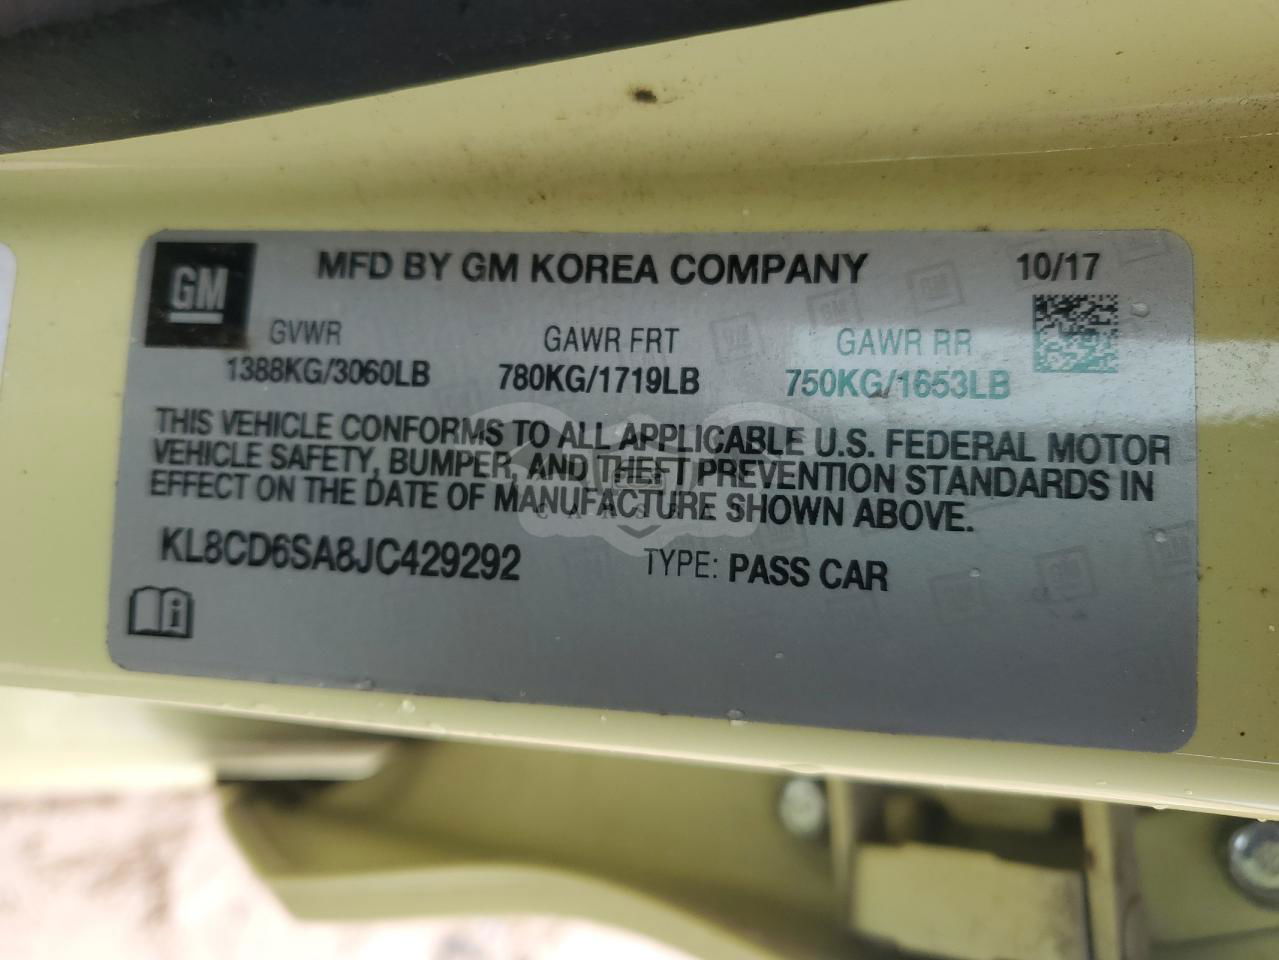 GM
MFD BY GM KOREA COMPANY
10/17
GVWR GAWR FRT GAWR RR
1388KG/3060LB 780KG/1719LB 750KG/1653LB
THIS VEHICLE CONFORMS TO ALL APPLICABLE U.S. FEDERAL MOTOR
VEHICLE SAFETY, BUMPER, AND THEFT PREVENTION STANDARDS IN
EFFECT ON THE DATE OF MANUFACTURE SHOWN ABOVE.
KL8CD6SA8JC429292 TYPE: PASS CAR